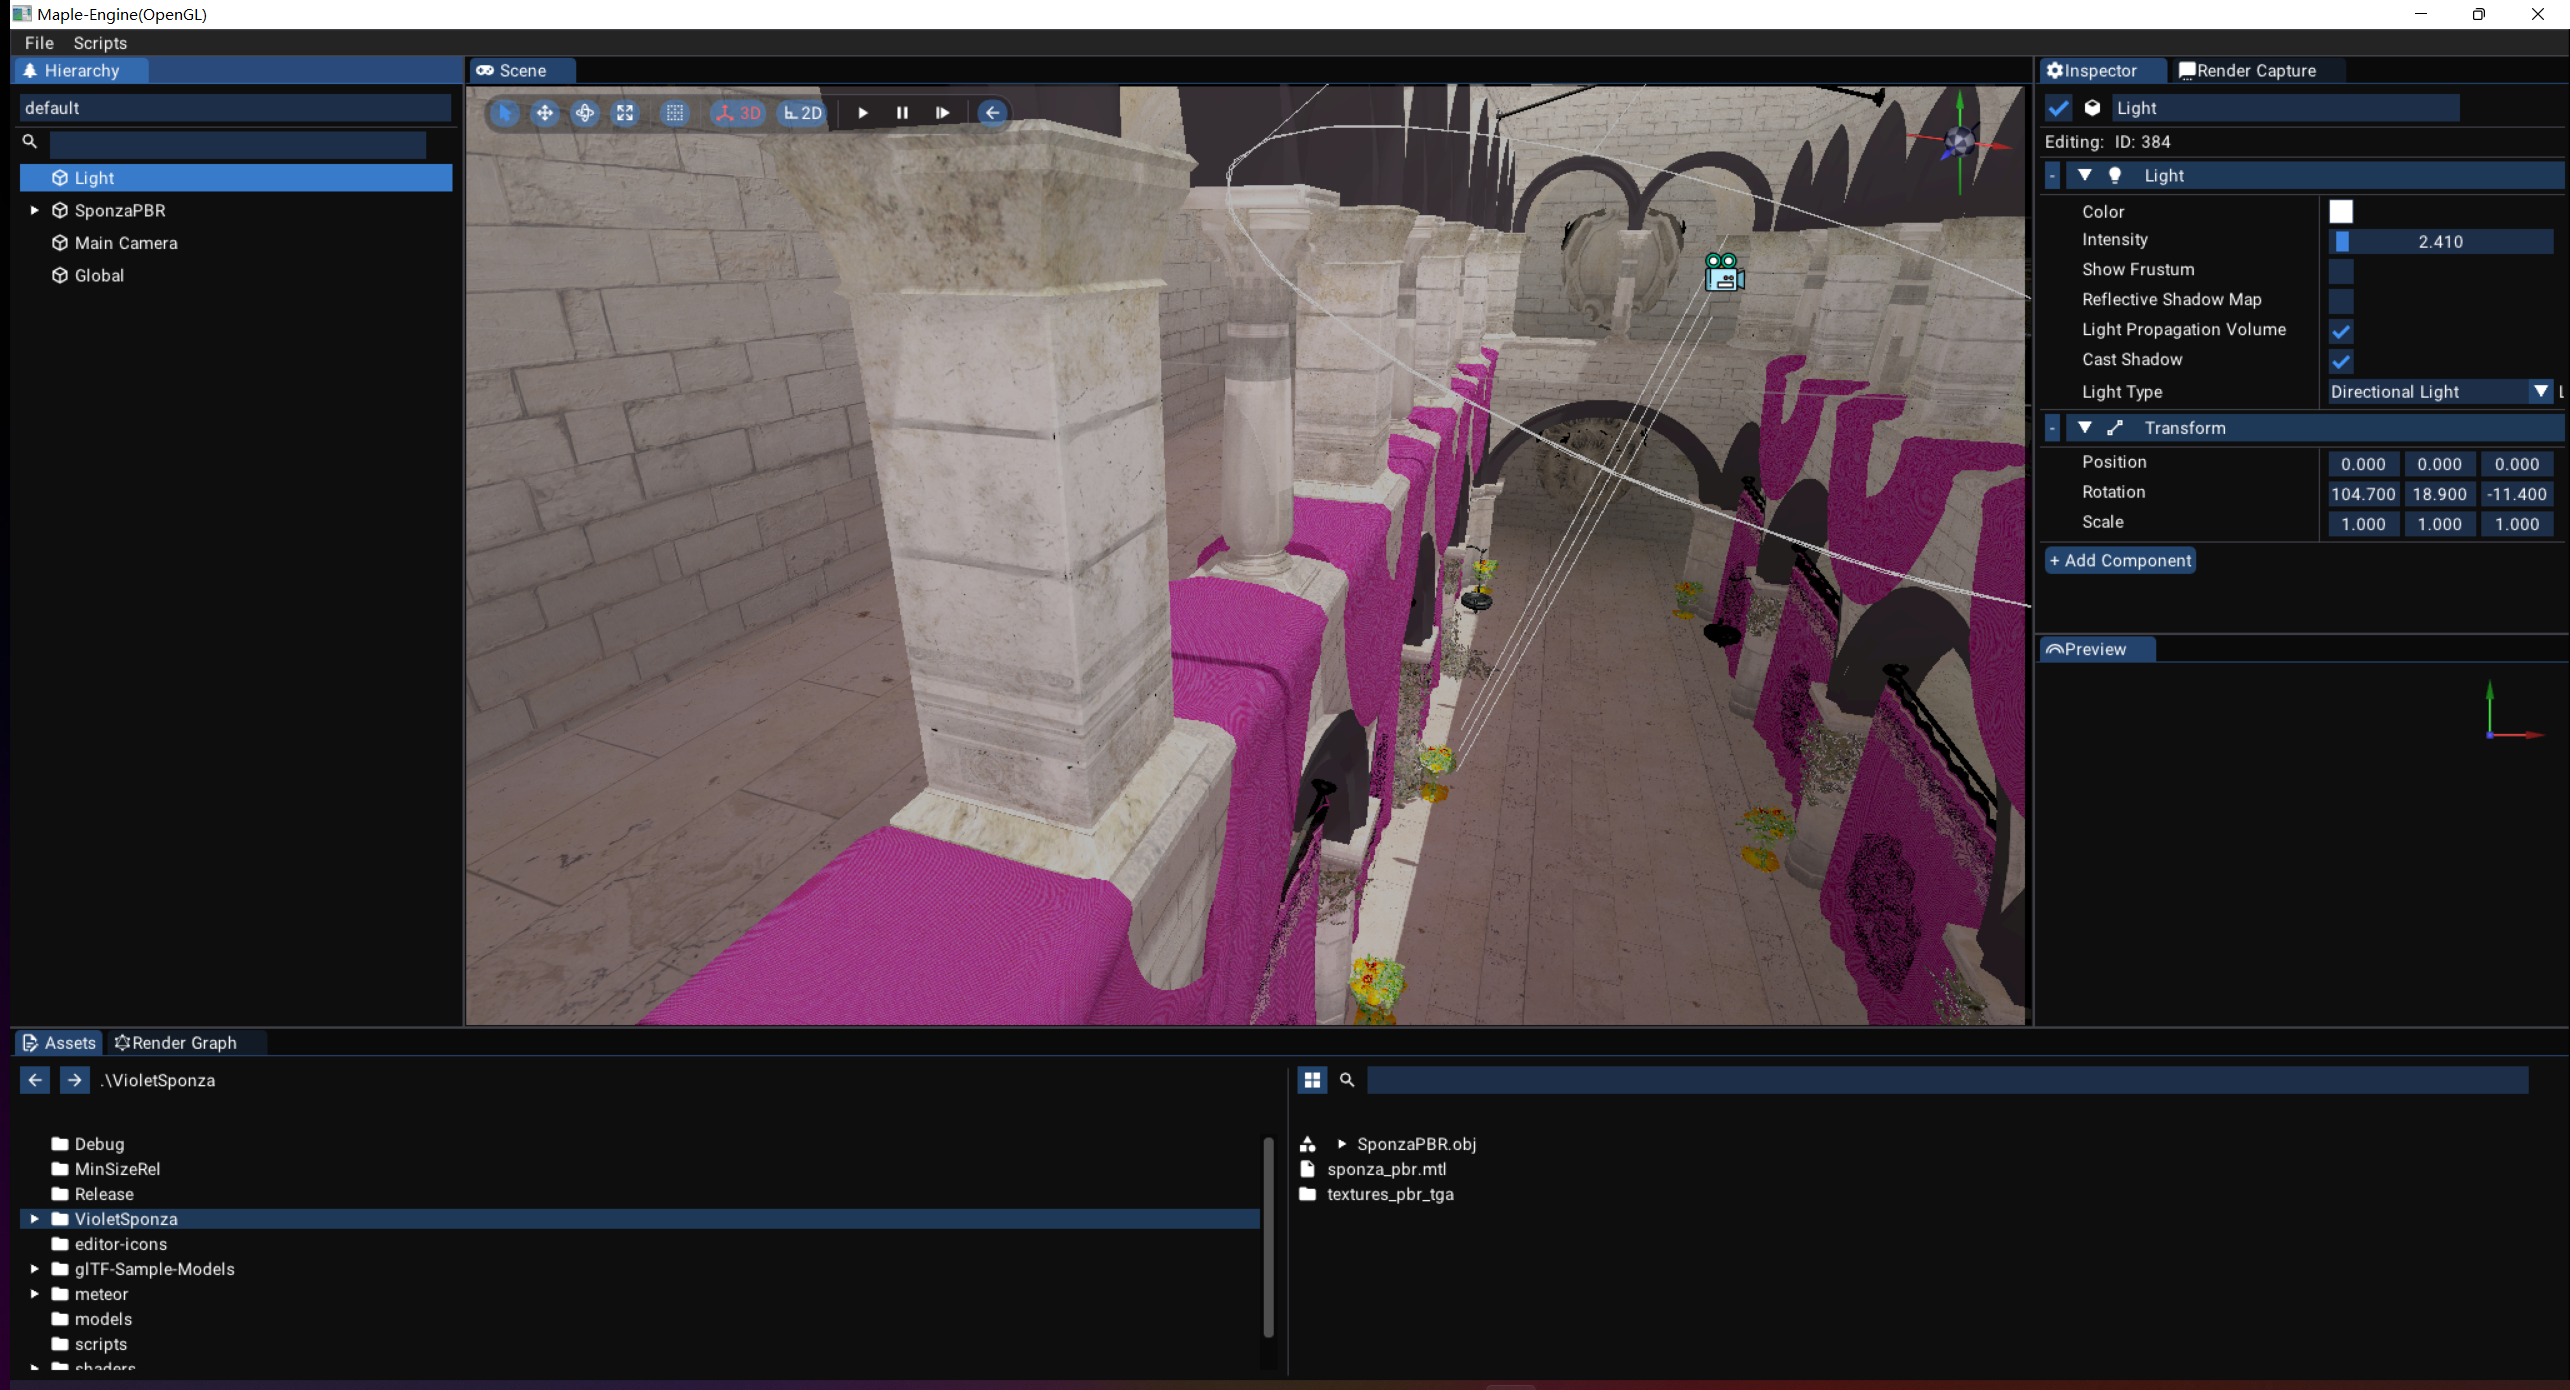 Maple-Engine(OpenGL)
File Scripts
Hierarchy
default
Light
SponzaPBR
Main Camera
Global
Scene
3D
2D
Inspector Render Capture
Light
Editing: ID: 384
- Light
Color
Intensity 2.410
Show Frustum
Reflective Shadow Map
Light Propagation Volume
Cast Shadow
Light Type Directional Light L
- Transform
Position 0.000 0.000 0.000
Rotation 104.700 18.900 -11.400
Scale 1.000 1.000 1.000
+ Add Component
Preview
Assets Render Graph
.\VioletSponza
Debug
MinSizeRel
Release
VioletSponza
editor-icons
glTF-Sample-Models
meteor
models
scripts
shaders
SponzaPBR.obj
sponza_pbr.mtl
textures_pbr_tga